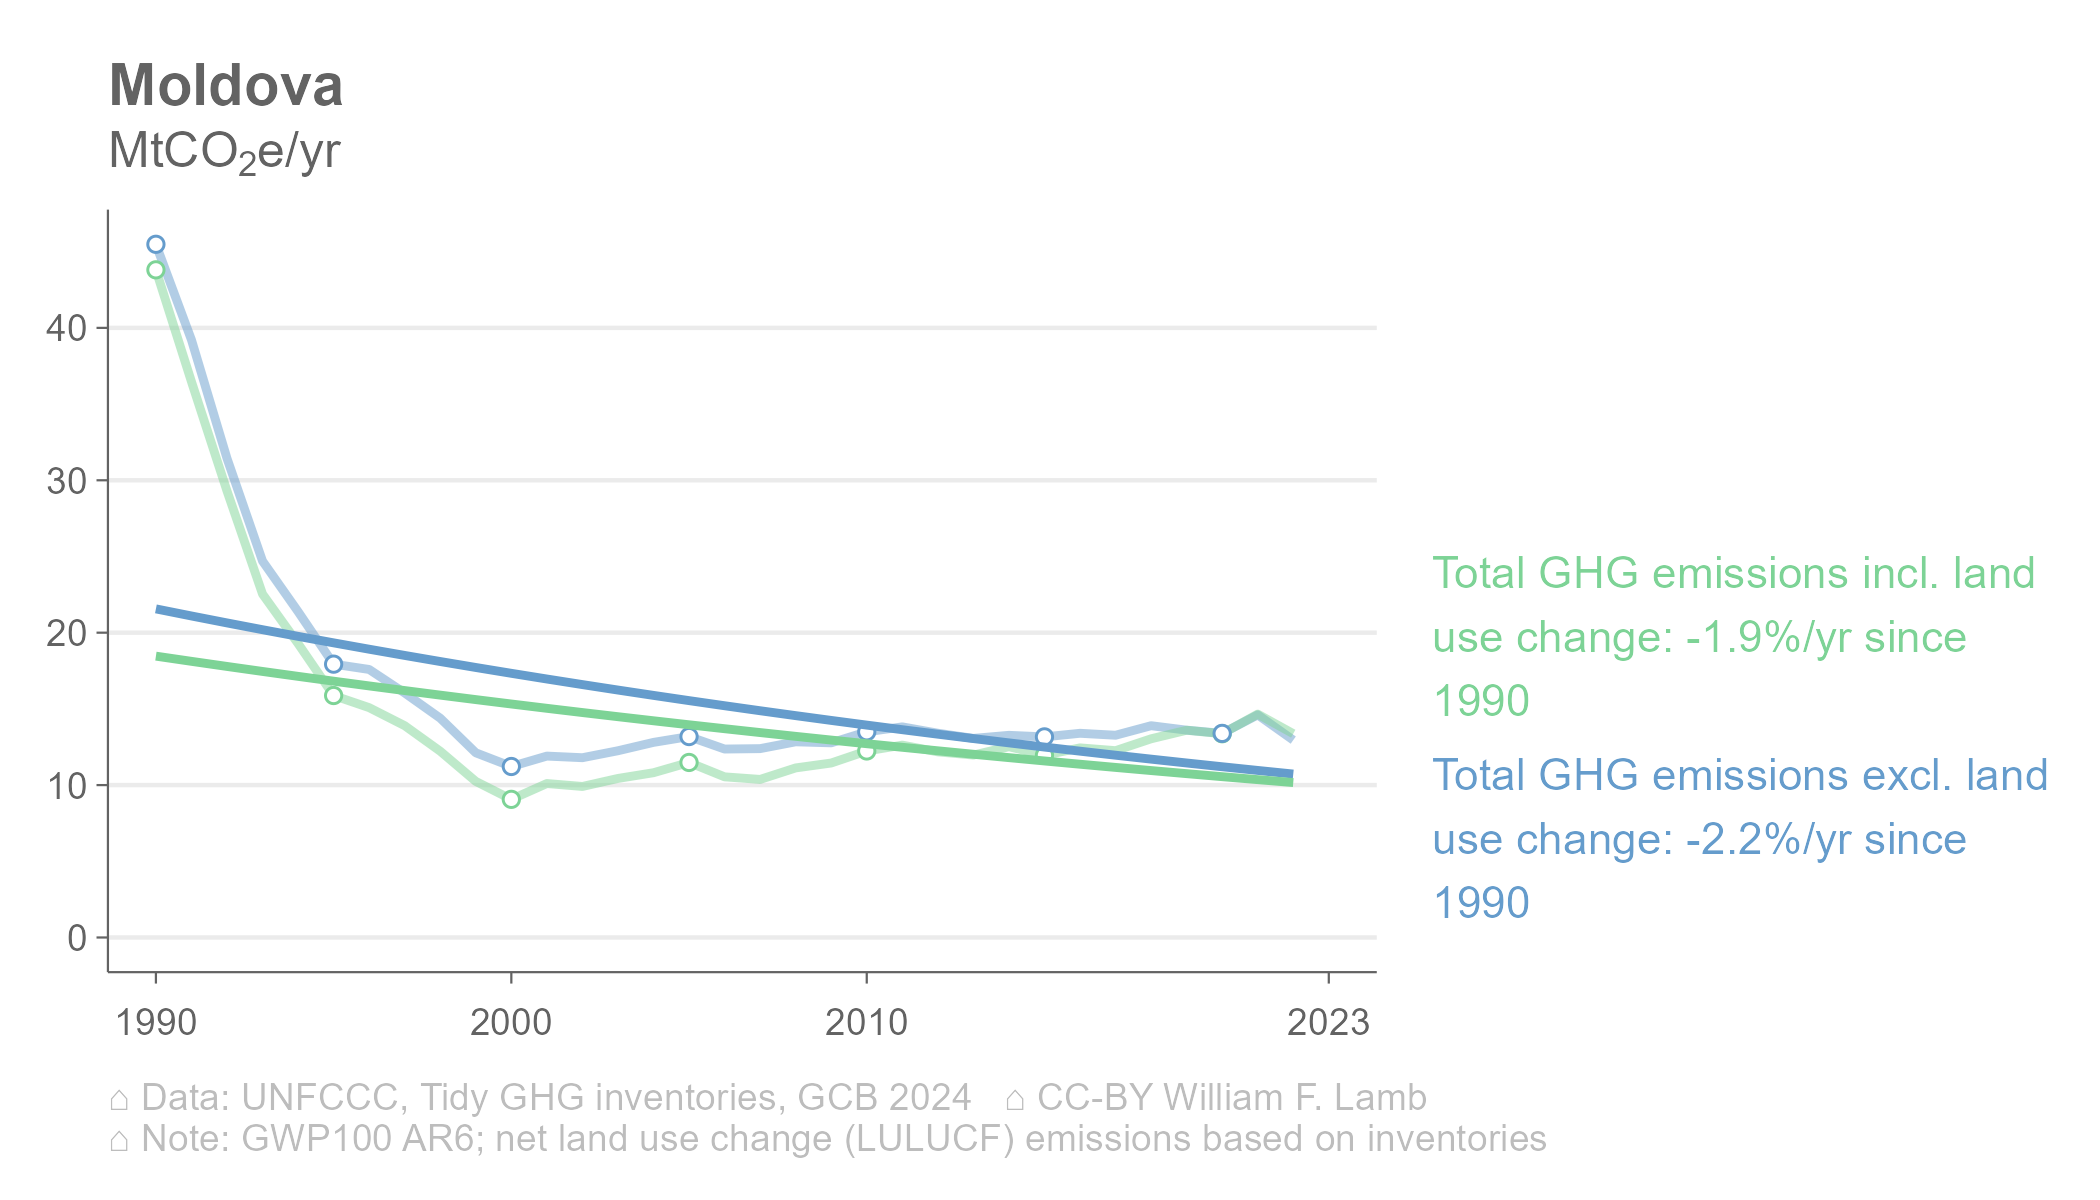 Moldova
MtCO₂e/yr
40
30
20
10
0
1990
2000
2010
2023
Total GHG emissions incl. land
use change: -1.9%/yr since
1990
Total GHG emissions excl. land
use change: -2.2%/yr since
1990
⌂ Data: UNFCCC, Tidy GHG inventories, GCB 2024 ⌂ CC-BY William F. Lamb
⌂ Note: GWP100 AR6; net land use change (LULUCF) emissions based on inventories